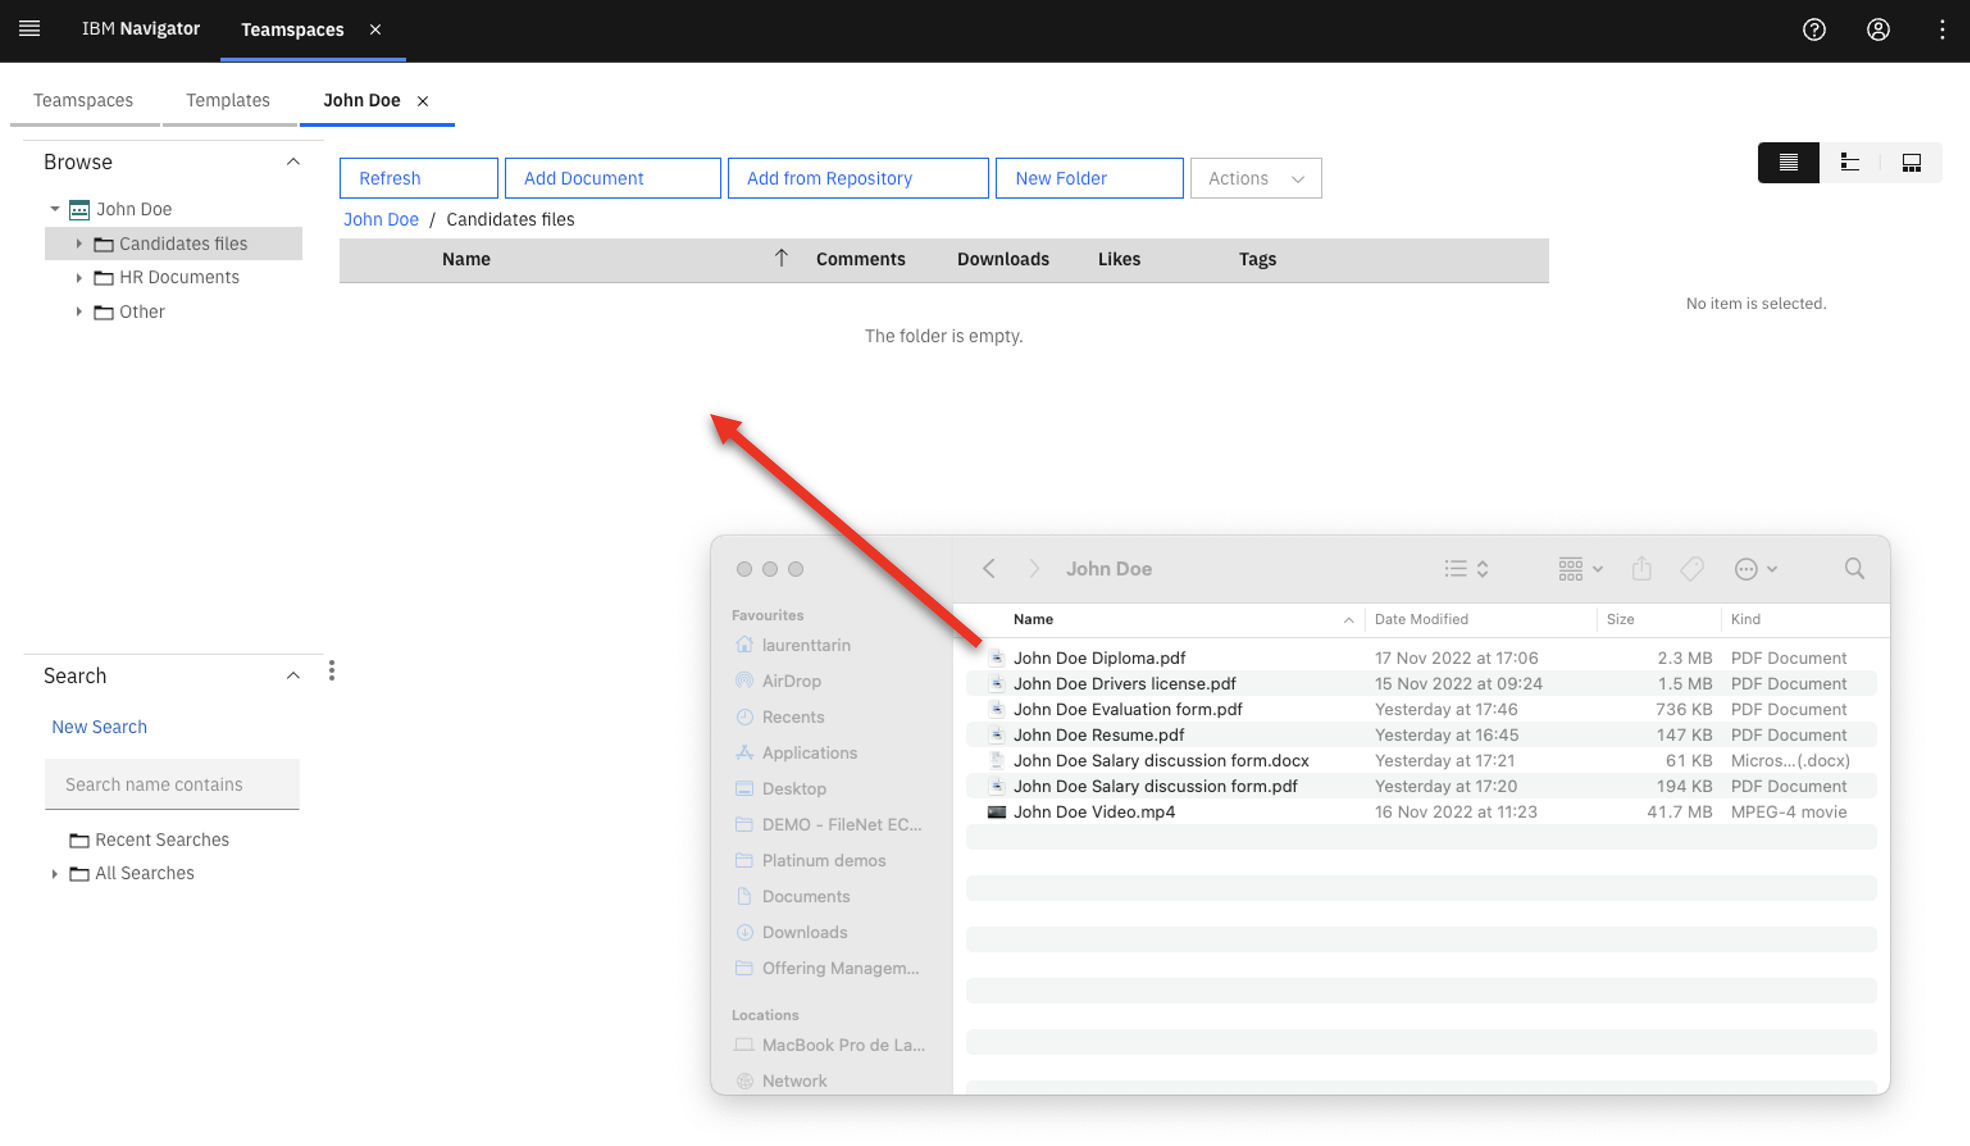 IBM Navigator
Teamspaces
Teamspaces
Templates
John Doe
Browse
John Doe
Candidates files
HR Documents
Other
Refresh
Add Document
Add from Repository
New Folder
Actions
John Doe / Candidates files
Name Comments Downloads Likes Tags
The folder is empty.
No item is selected.
Search
New Search
Search name contains
Recent Searches
All Searches
John Doe
Favourites
laurenttarin
AirDrop
Recents
Applications
Desktop
DEMO - FileNet EC...
Platinum demos
Documents
Downloads
Offering Managem...
Locations
MacBook Pro de La...
Network
Name Date Modified Size Kind
John Doe Diploma.pdf 17 Nov 2022 at 17:06 2.3 MB PDF Document
John Doe Drivers license.pdf 15 Nov 2022 at 09:24 1.5 MB PDF Document
John Doe Evaluation form.pdf Yesterday at 17:46 736 KB PDF Document
John Doe Resume.pdf Yesterday at 16:45 147 KB PDF Document
John Doe Salary discussion form.docx Yesterday at 17:21 61 KB Micros...(.docx)
John Doe Salary discussion form.pdf Yesterday at 17:20 194 KB PDF Document
John Doe Video.mp4 16 Nov 2022 at 11:23 41.7 MB MPEG-4 movie